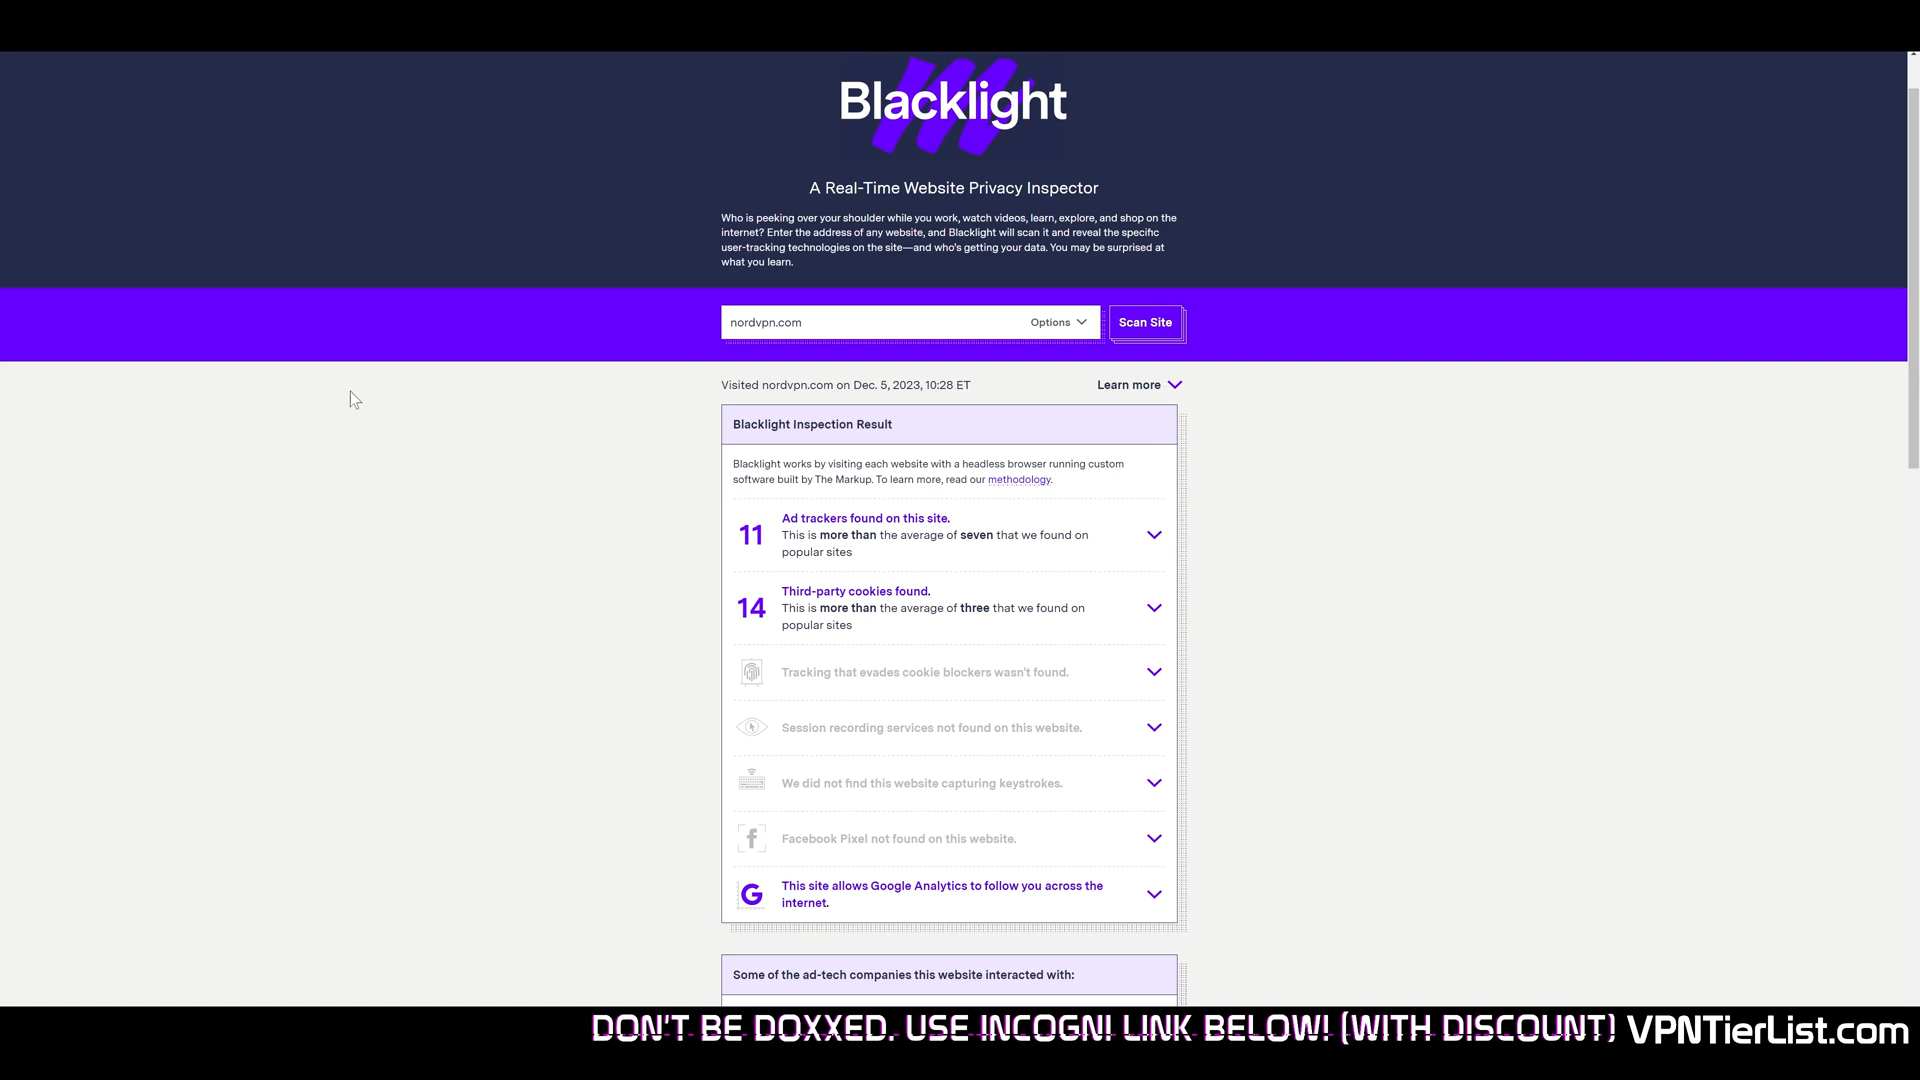 Blacklight
A Real-Time Website Privacy Inspector
Who is peeking over your shoulder while you work, watch videos, learn, explore, and shop on the
internet? Enter the address of any website, and Blacklight will scan it and reveal the specific
user-tracking technologies on the site—and who's getting your data. You may be surprised at
what you learn.
nordvpn.com Options Scan Site
Visited nordvpn.com on Dec. 5, 2023, 10:28 ET Learn more
Blacklight Inspection Result
Blacklight works by visiting each website with a headless browser running custom
software built by The Markup. To learn more, read our methodology.
11 Ad trackers found on this site.
This is more than the average of seven that we found on
popular sites
14 Third-party cookies found.
This is more than the average of three that we found on
popular sites
Tracking that evades cookie blockers wasn't found.
Session recording services not found on this website.
We did not find this website capturing keystrokes.
Facebook Pixel not found on this website.
This site allows Google Analytics to follow you across the
internet.
Some of the ad-tech companies this website interacted with:
DON'T BE DOXXED. USE INCOGNI LINK BELOW! (WITH DISCOUNT) VPNTierList.com